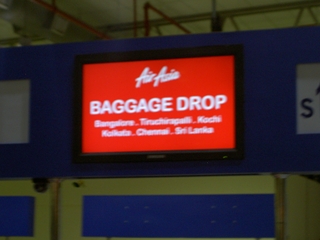 AirAsia
BAGGAGE DROP
Bangalore . Tiruchirapalli . Kochi
Kolkata . Chennai . Sri Lanka
S